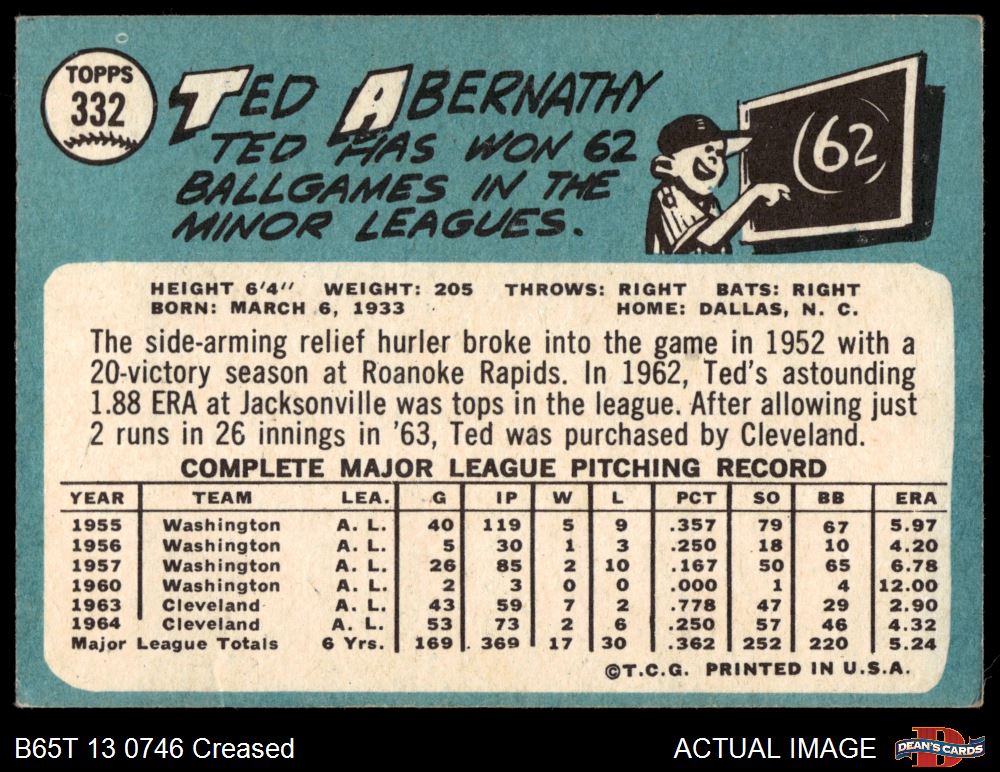 TOPPS
332
TED ABERNATHY
TED HAS WON 62
BALLGAMES IN THE
MINOR LEAGUES.
62
HEIGHT 6'4" WEIGHT: 205 THROWS: RIGHT BATS: RIGHT
BORN: MARCH 6, 1933 HOME: DALLAS, N. C.
The side-arming relief hurler broke into the game in 1952 with a
20-victory season at Roanoke Rapids. In 1962, Ted's astounding
1.88 ERA at Jacksonville was tops in the league. After allowing just
2 runs in 26 innings in '63, Ted was purchased by Cleveland.
COMPLETE MAJOR LEAGUE PITCHING RECORD
YEAR TEAM LEA. G IP W L PCT SO BB ERA
1955 Washington A. L. 40 119 5 9 .357 79 67 5.97
1956 Washington A. L. 5 30 1 3 .250 18 10 4.20
1957 Washington A. L. 26 85 2 10 .167 50 65 6.78
1960 Washington A. L. 2 3 0 0 .000 1 4 12.00
1963 Cleveland A. L. 43 59 7 2 .778 47 29 2.90
1964 Cleveland A. L. 53 73 2 6 .250 57 46 4.32
Major League Totals 6 Yrs. 169 369 17 30 .362 252 220 5.24
©T.C.G. PRINTED IN U.S.A.
B65T 13 0746 Creased
ACTUAL IMAGE
DEAN'S CARDS